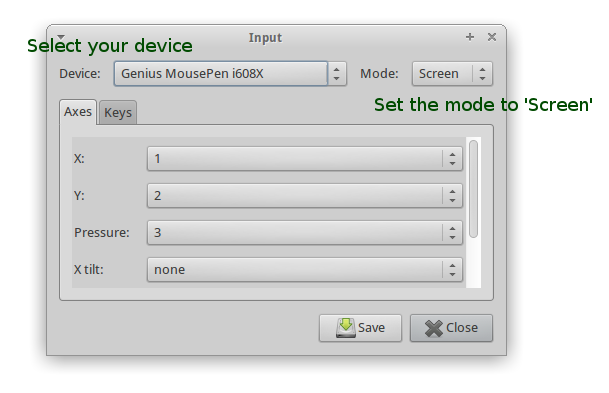 Input
Select your device
Device: Genius MousePen i608X Mode: Screen
Set the mode to 'Screen'
Axes Keys
X: 1
Y: 2
Pressure: 3
X tilt: none
Save Close